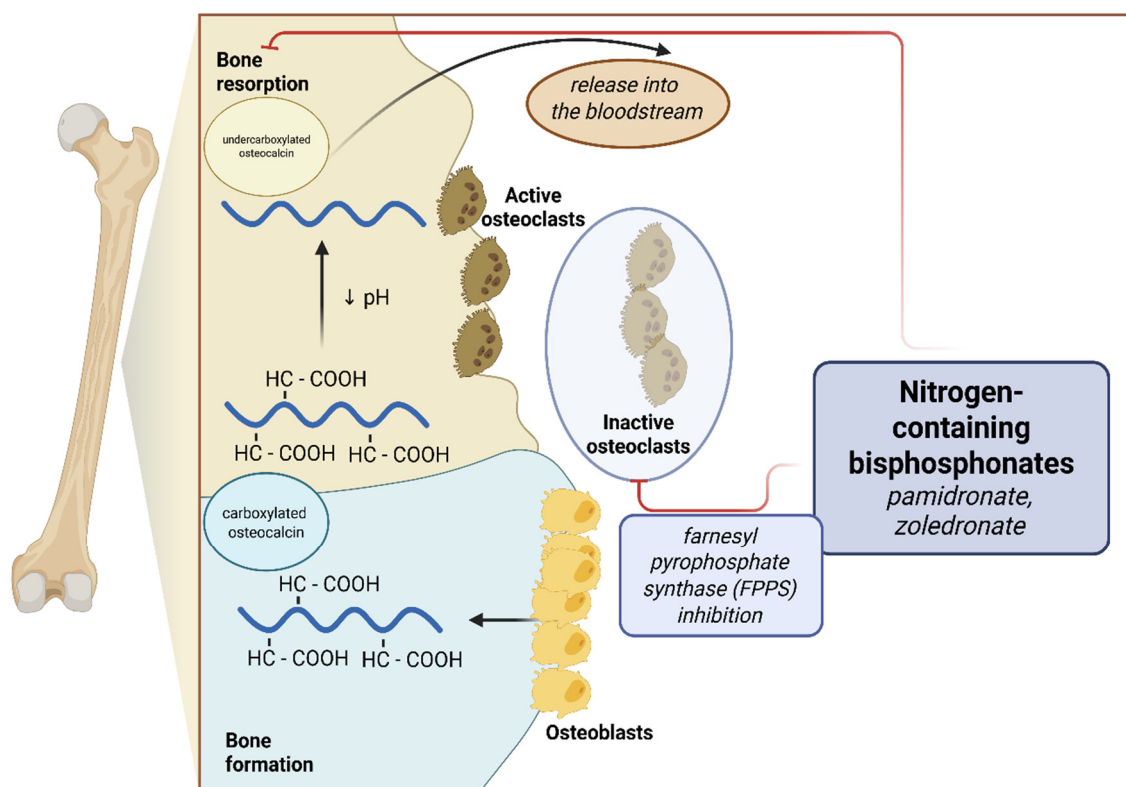 Bone
resorption
undercarboxylated
osteocalcin
release into
the bloodstream
Active
osteoclasts
↓ pH
HC - COOH
HC - COOH
HC - COOH
Inactive
osteoclasts
Nitrogen-
containing
bisphosphonates
pamidronate,
zoledronate
farnesyl
pyrophosphate
synthase (FPPS)
inhibition
carboxylated
osteocalcin
HC - COOH
HC - COOH
HC - COOH
Osteoblasts
Bone
formation